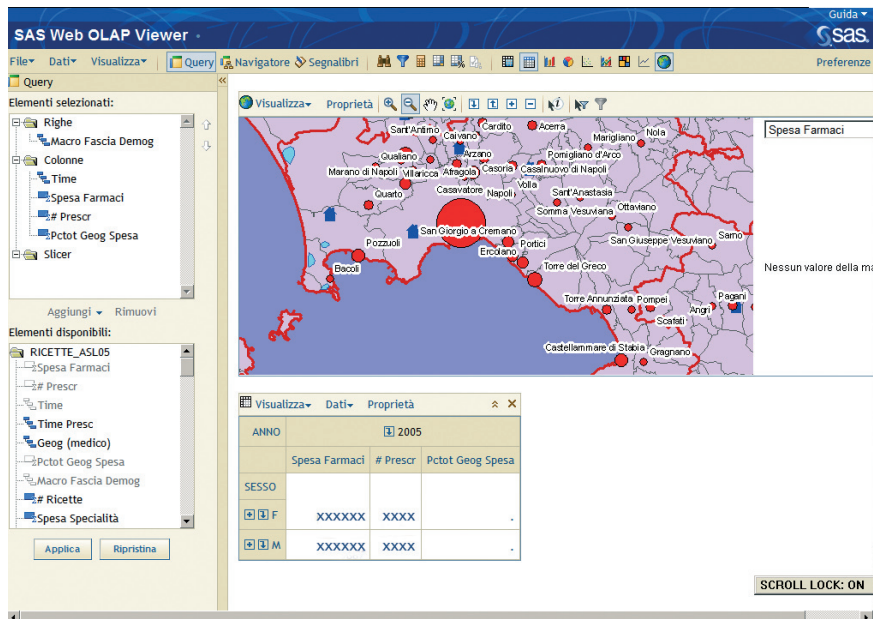 Guida
SAS Web OLAP Viewer
sas.
File Dati Visualizza Query Navigatore Segnalibri Preferenze
Query
Elementi selezionati:
Righe
Macro Fascia Demog
Colonne
Time
Spesa Farmaci
# Prescr
Pctot Geog Spesa
Slicer
Aggiungi Rimuovi
Elementi disponibili:
RICETTE_ASL05
Spesa Farmaci
# Prescr
Time
Time Presc
Geog (medico)
Pctot Geog Spesa
Macro Fascia Demog
# Ricette
Spesa Specialità
Applica Ripristina
Visualizza Proprietà
Sant'Antimo
Cardito
Acerra
Caivano
Marigliano
Nola
Qualiano
Arzano
Pomigliano d'Arco
Marano di Napoli
Villaricca
Afragola
Casoria
Casalnuovo di Napoli
Quarto
Casavatore
Napoli
Volla
Sant'Anastasia
Somma Vesuviana
Ottaviano
San Giorgio a Cremano
Pozzuoli
Ercolano
Portici
San Giuseppe Vesuviano
Sarno
Bacoli
Torre del Greco
Torre Annunziata
Pompei
Angri
Pagani
Scafati
Castellammare di Stabia
Gragnano
Spesa Farmaci
Nessun valore della ma
Visualizza Dati Proprietà
ANNO 2005
Spesa Farmaci # Prescr Pctot Geog Spesa
SESSO
F XXXXXX XXXX .
M XXXXXX XXXX .
SCROLL LOCK: ON